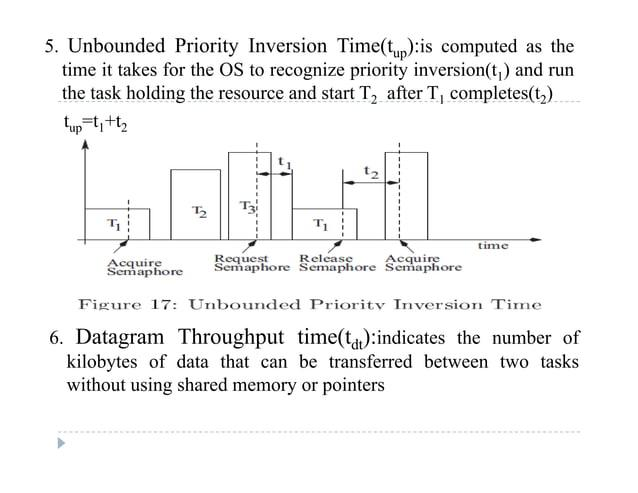 5. Unbounded Priority Inversion Time(tup):is computed as the
time it takes for the OS to recognize priority inversion(t1) and run
the task holding the resource and start T2 after T1 completes(t2)
tup=t1+t2
t1
t2
T1
T2
T3
T1
time
Acquire
Semaphore
Request
Semaphore
Release
Semaphore
Acquire
Semaphore
Figure 17: Unbounded Priority Inversion Time
6. Datagram Throughput time(tdt):indicates the number of
kilobytes of data that can be transferred between two tasks
without using shared memory or pointers